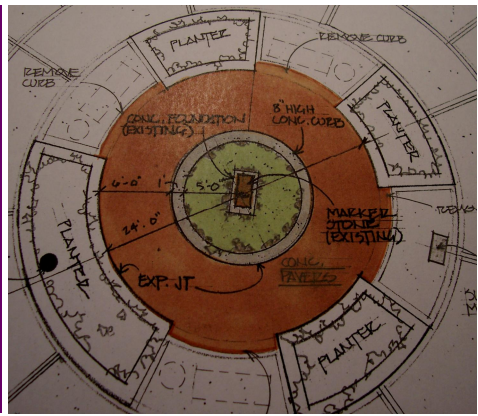 PLANTER
REMOVE CURB
REMOVE
CURB
CONC. FOUNDATION
(EXISTING)
8" HIGH
CONC. CURB
PLANTER
6'-0"
1'
5'-0"
MARKER
STONE
(EXISTING)
24'-0"
PLANTER
EXP. JT
CONC.
PAVERS
PLANTER